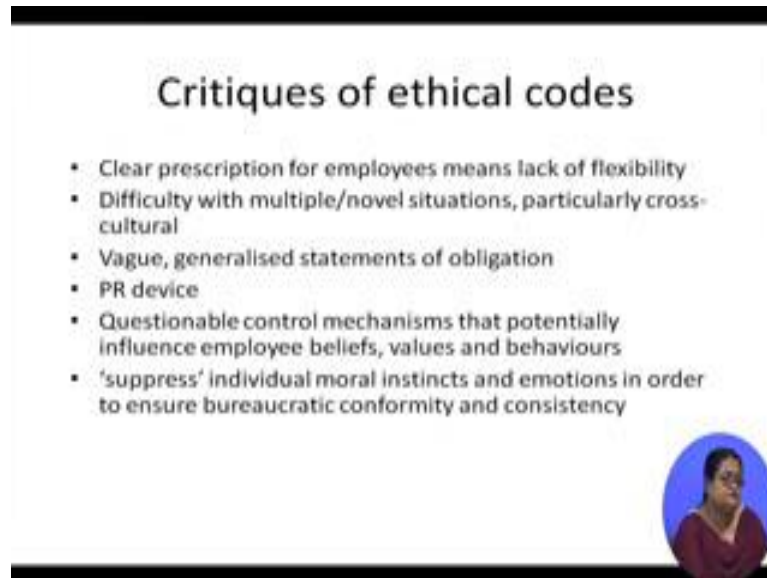 Critiques of ethical codes
• Clear prescription for employees means lack of flexibility
• Difficulty with multiple/novel situations, particularly cross-
cultural
• Vague, generalised statements of obligation
• PR device
• Questionable control mechanisms that potentially
influence employee beliefs, values and behaviours
• ‘suppress’ individual moral instincts and emotions in order
to ensure bureaucratic conformity and consistency